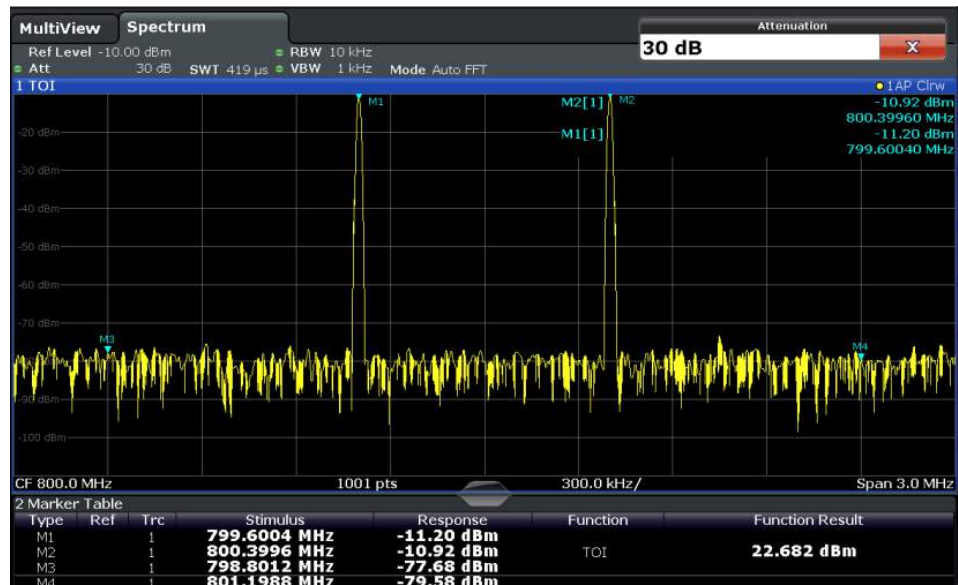 MultiView Spectrum
Attenuation
30 dB X
Ref Level -10.00 dBm RBW 10 kHz
Att 30 dB SWT 419 µs VBW 1 kHz Mode Auto FFT
1 TOI 1AP Clrw
M1 M2[1] M2 -10.92 dBm
800.39960 MHz
-20 dBm M1[1] -11.20 dBm
799.60040 MHz
-30 dBm
-40 dBm
-50 dBm
-60 dBm
-70 dBm
M3 M4
-90 dBm
-100 dBm
CF 800.0 MHz 1001 pts 300.0 kHz/ Span 3.0 MHz
2 Marker Table
Type Ref Trc Stimulus Response Function Function Result
M1 1 799.6004 MHz -11.20 dBm
M2 1 800.3996 MHz -10.92 dBm TOI 22.682 dBm
M3 1 798.8012 MHz -77.68 dBm
M4 1 801.1988 MHz -79.58 dBm